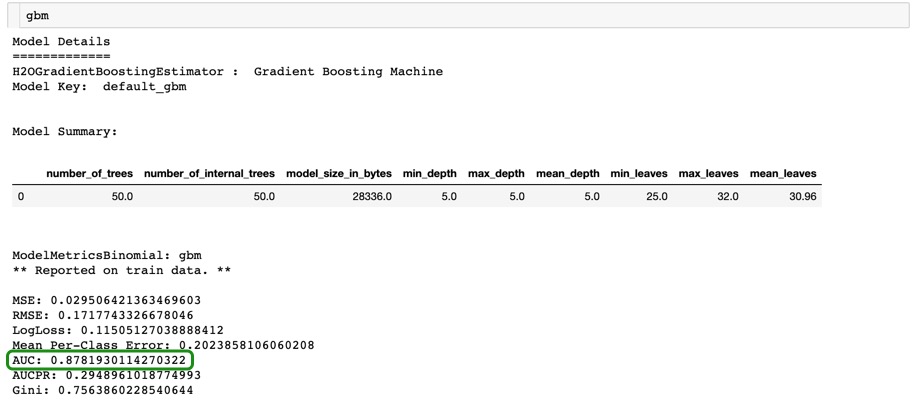 gbm
Model Details
=============
H2OGradientBoostingEstimator :  Gradient Boosting Machine
Model Key:  default_gbm
Model Summary:
number_of_trees number_of_internal_trees model_size_in_bytes min_depth max_depth mean_depth min_leaves max_leaves mean_leaves
0 50.0 50.0 28336.0 5.0 5.0 5.0 25.0 32.0 30.96
ModelMetricsBinomial: gbm
** Reported on train data. **
MSE: 0.029506421363469603
RMSE: 0.1717743326678046
LogLoss: 0.11505127038888412
Mean Per-Class Error: 0.2023858106060208
AUC: 0.8781930114270322
AUCPR: 0.2948961018774993
Gini: 0.7563860228540644